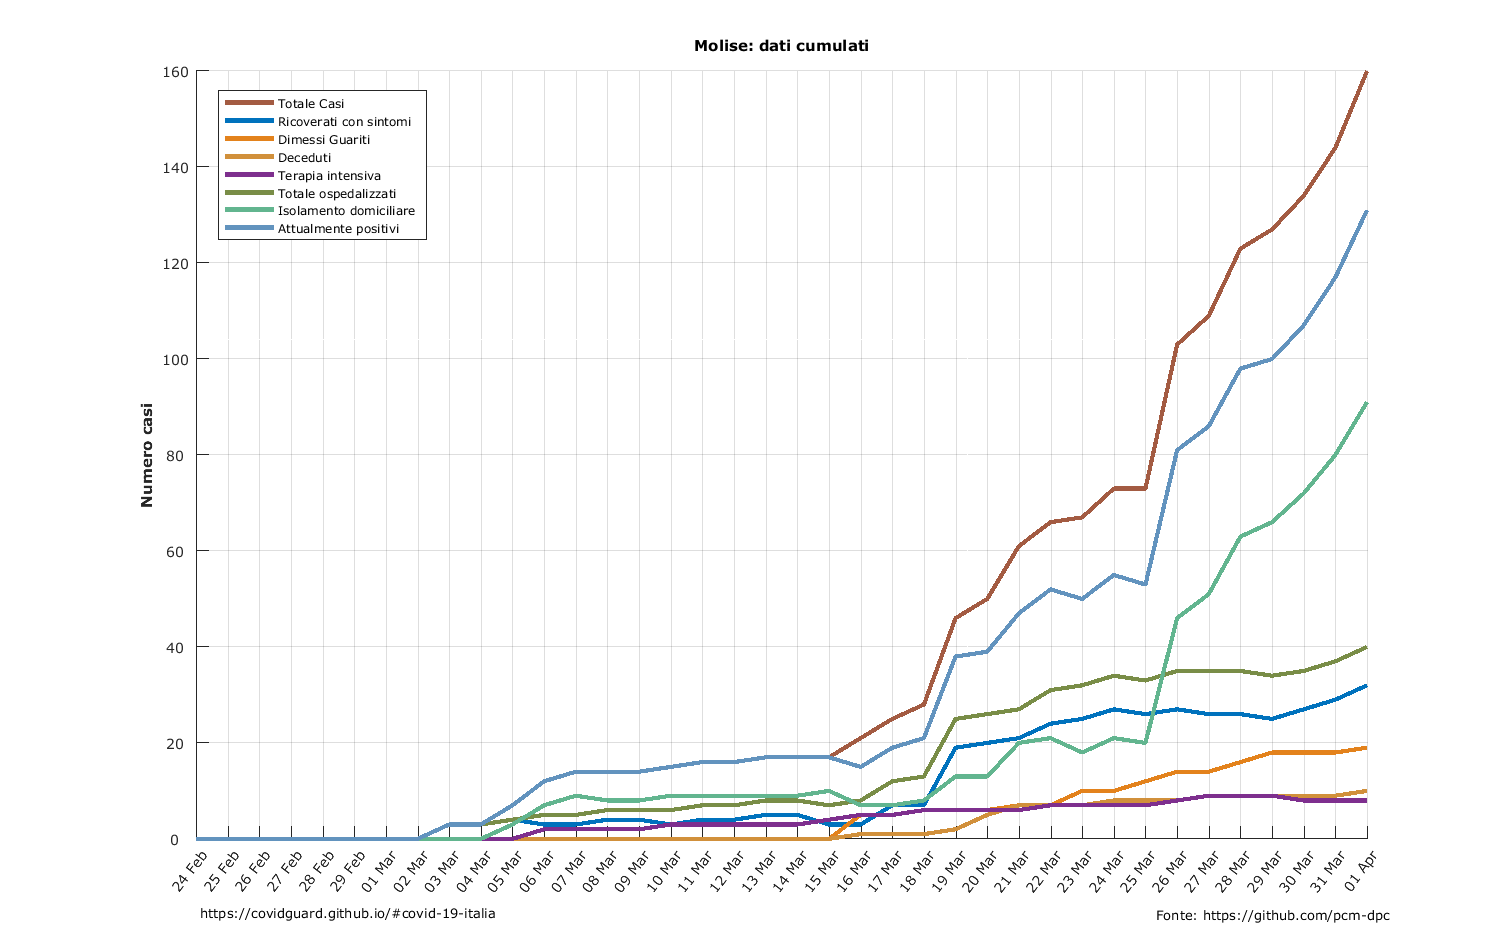 Molise: dati cumulati
160
140
120
100
80
60
40
20
0
Numero casi
Totale Casi
Ricoverati con sintomi
Dimessi Guariti
Deceduti
Terapia intensiva
Totale ospedalizzati
Isolamento domiciliare
Attualmente positivi
24 Feb
25 Feb
26 Feb
27 Feb
28 Feb
29 Feb
01 Mar
02 Mar
03 Mar
04 Mar
05 Mar
06 Mar
07 Mar
08 Mar
09 Mar
10 Mar
11 Mar
12 Mar
13 Mar
14 Mar
15 Mar
16 Mar
17 Mar
18 Mar
19 Mar
20 Mar
21 Mar
22 Mar
23 Mar
24 Mar
25 Mar
26 Mar
27 Mar
28 Mar
29 Mar
30 Mar
31 Mar
01 Apr
https://covidguard.github.io/#covid-19-italia
Fonte: https://github.com/pcm-dpc